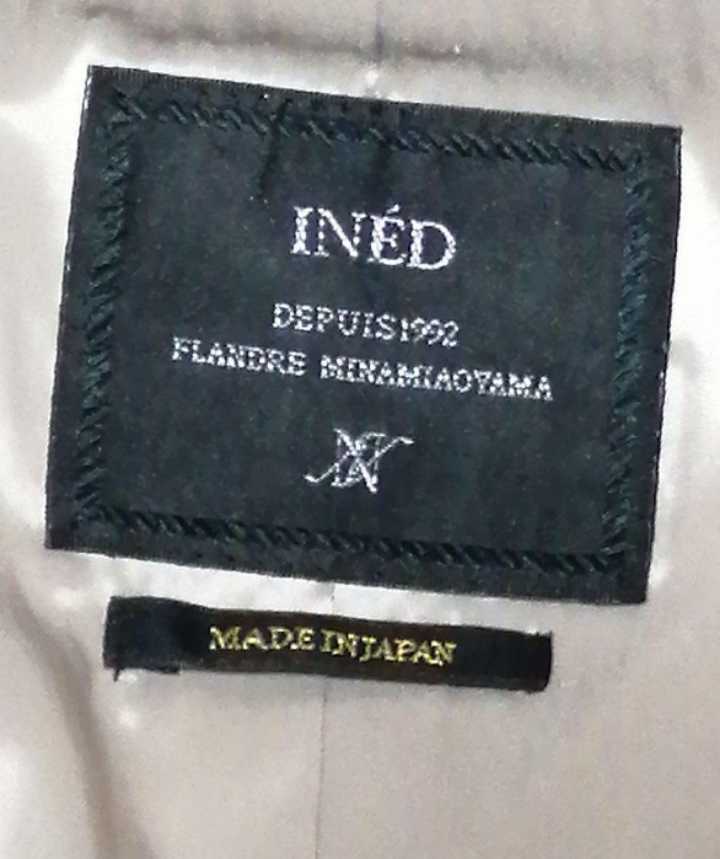 INÉD
DEPUIS1992
FLANDRE MINAMIAOYAMA
MADE IN JAPAN